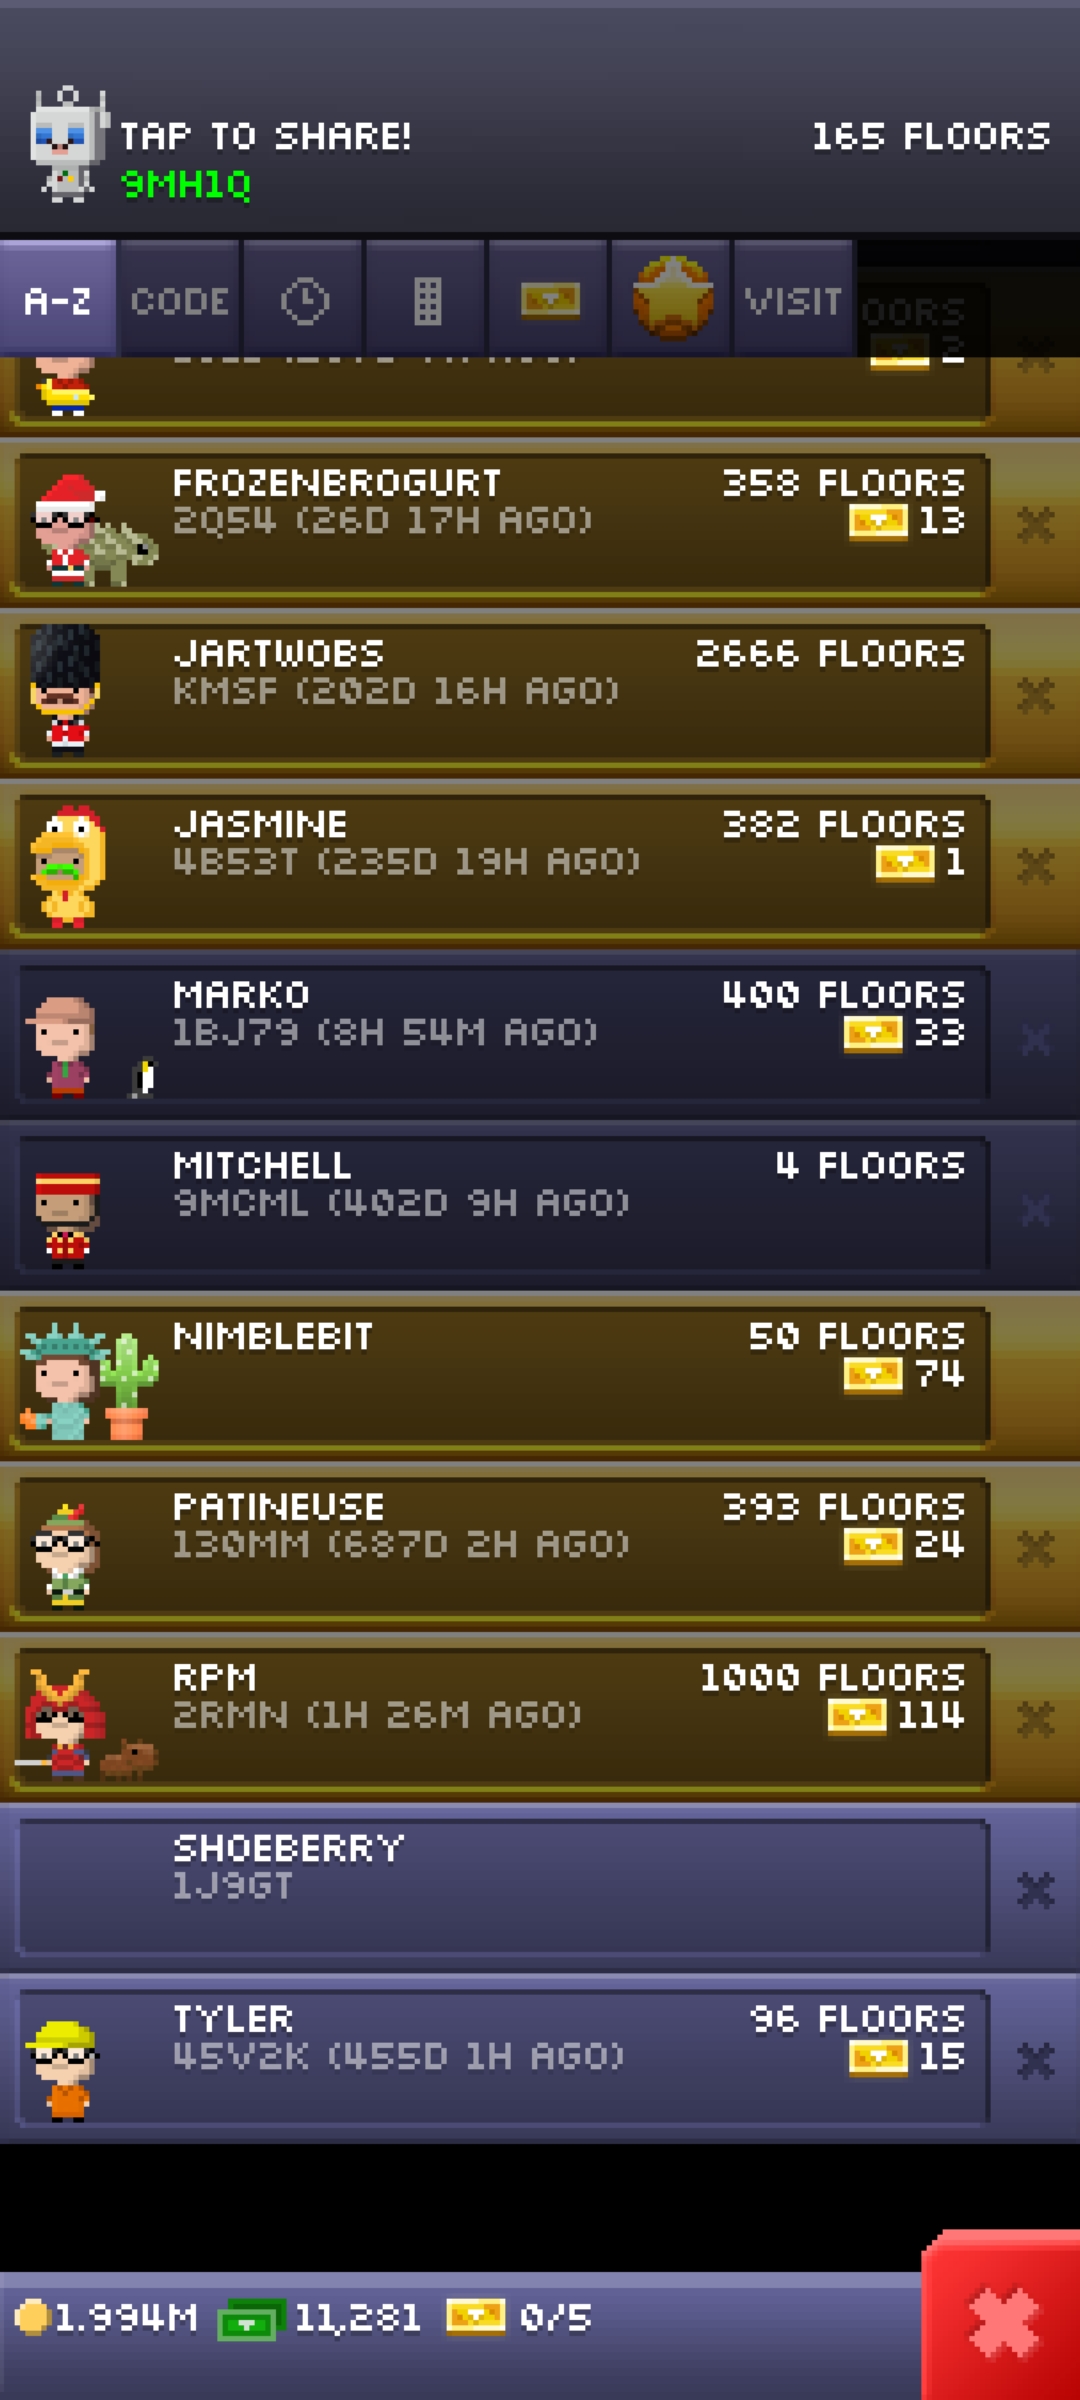 TAP TO SHARE!
165 FLOORS
9MH1Q
A-Z CODE VISIT
OORS
2
FROZENBROGURT 358 FLOORS
2Q54 (26D 17H AGO) 13
JARTWOBS 2666 FLOORS
KMSF (202D 16H AGO)
JASMINE 382 FLOORS
4B53T (235D 19H AGO) 1
MARKO 400 FLOORS
1BJ79 (8H 54M AGO) 33
MITCHELL 4 FLOORS
9MCML (402D 9H AGO)
NIMBLEBIT 50 FLOORS
74
PATINEUSE 393 FLOORS
130MM (687D 2H AGO) 24
RPM 1000 FLOORS
2RMN (1H 26M AGO) 114
SHOEBERRY
1J9GT
TYLER 96 FLOORS
45V2K (455D 1H AGO) 15
1.994M 11,281 0/5